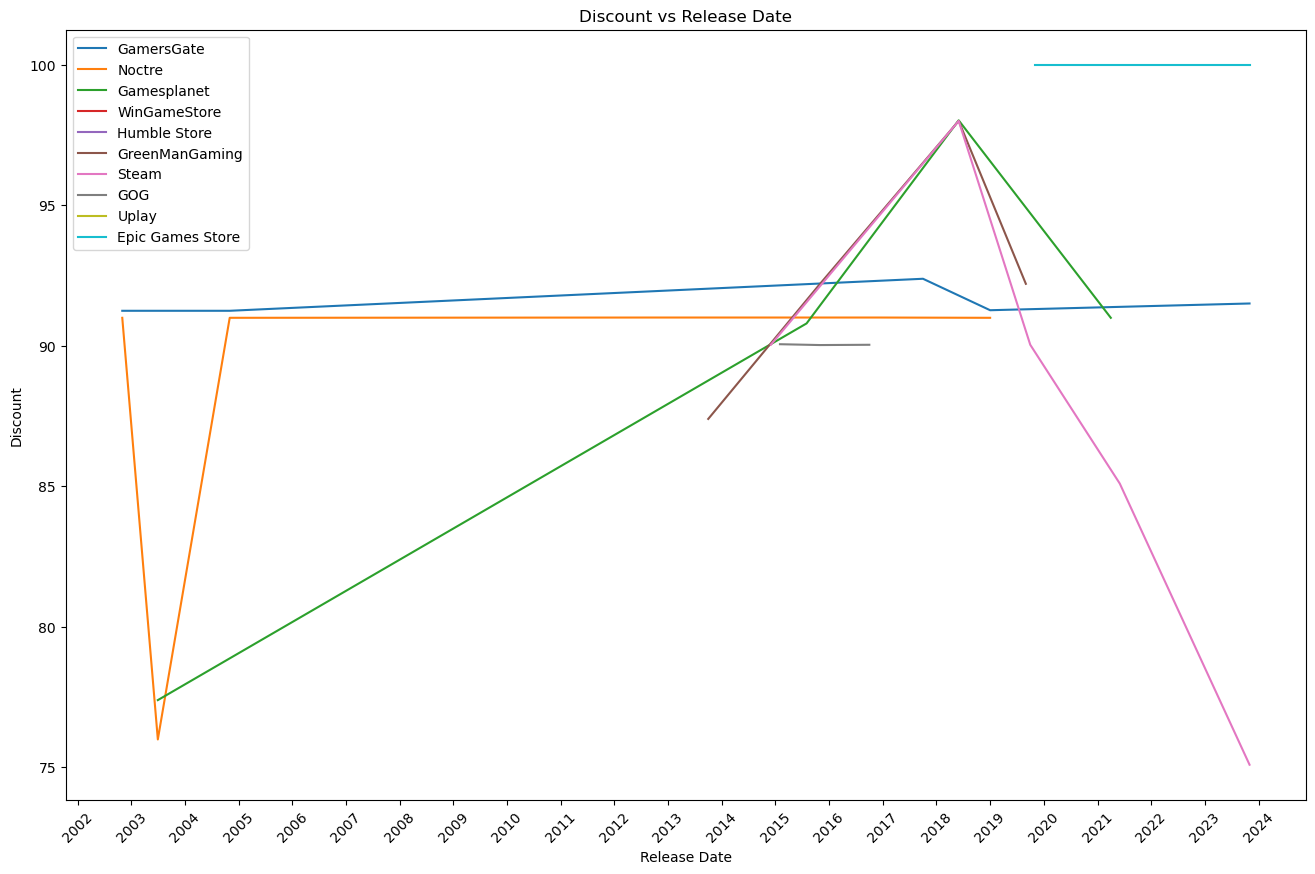 Discount vs Release Date
GamersGate
Noctre
Gamesplanet
WinGameStore
Humble Store
GreenManGaming
Steam
GOG
Uplay
Epic Games Store
100
95
90
85
80
75
Discount
2002
2003
2004
2005
2006
2007
2008
2009
2010
2011
2012
2013
2014
2015
2016
2017
2018
2019
2020
2021
2022
2023
2024
Release Date